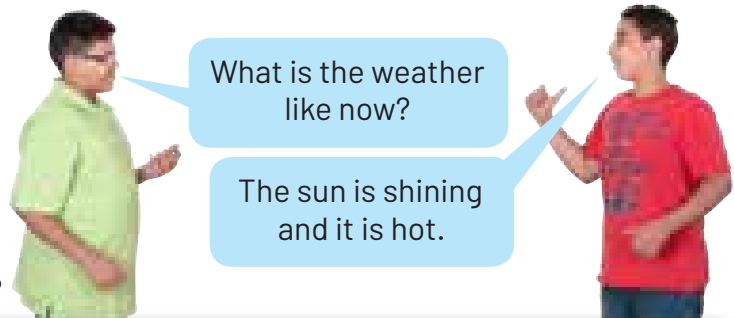 What is the weather
like now?
The sun is shining
and it is hot.